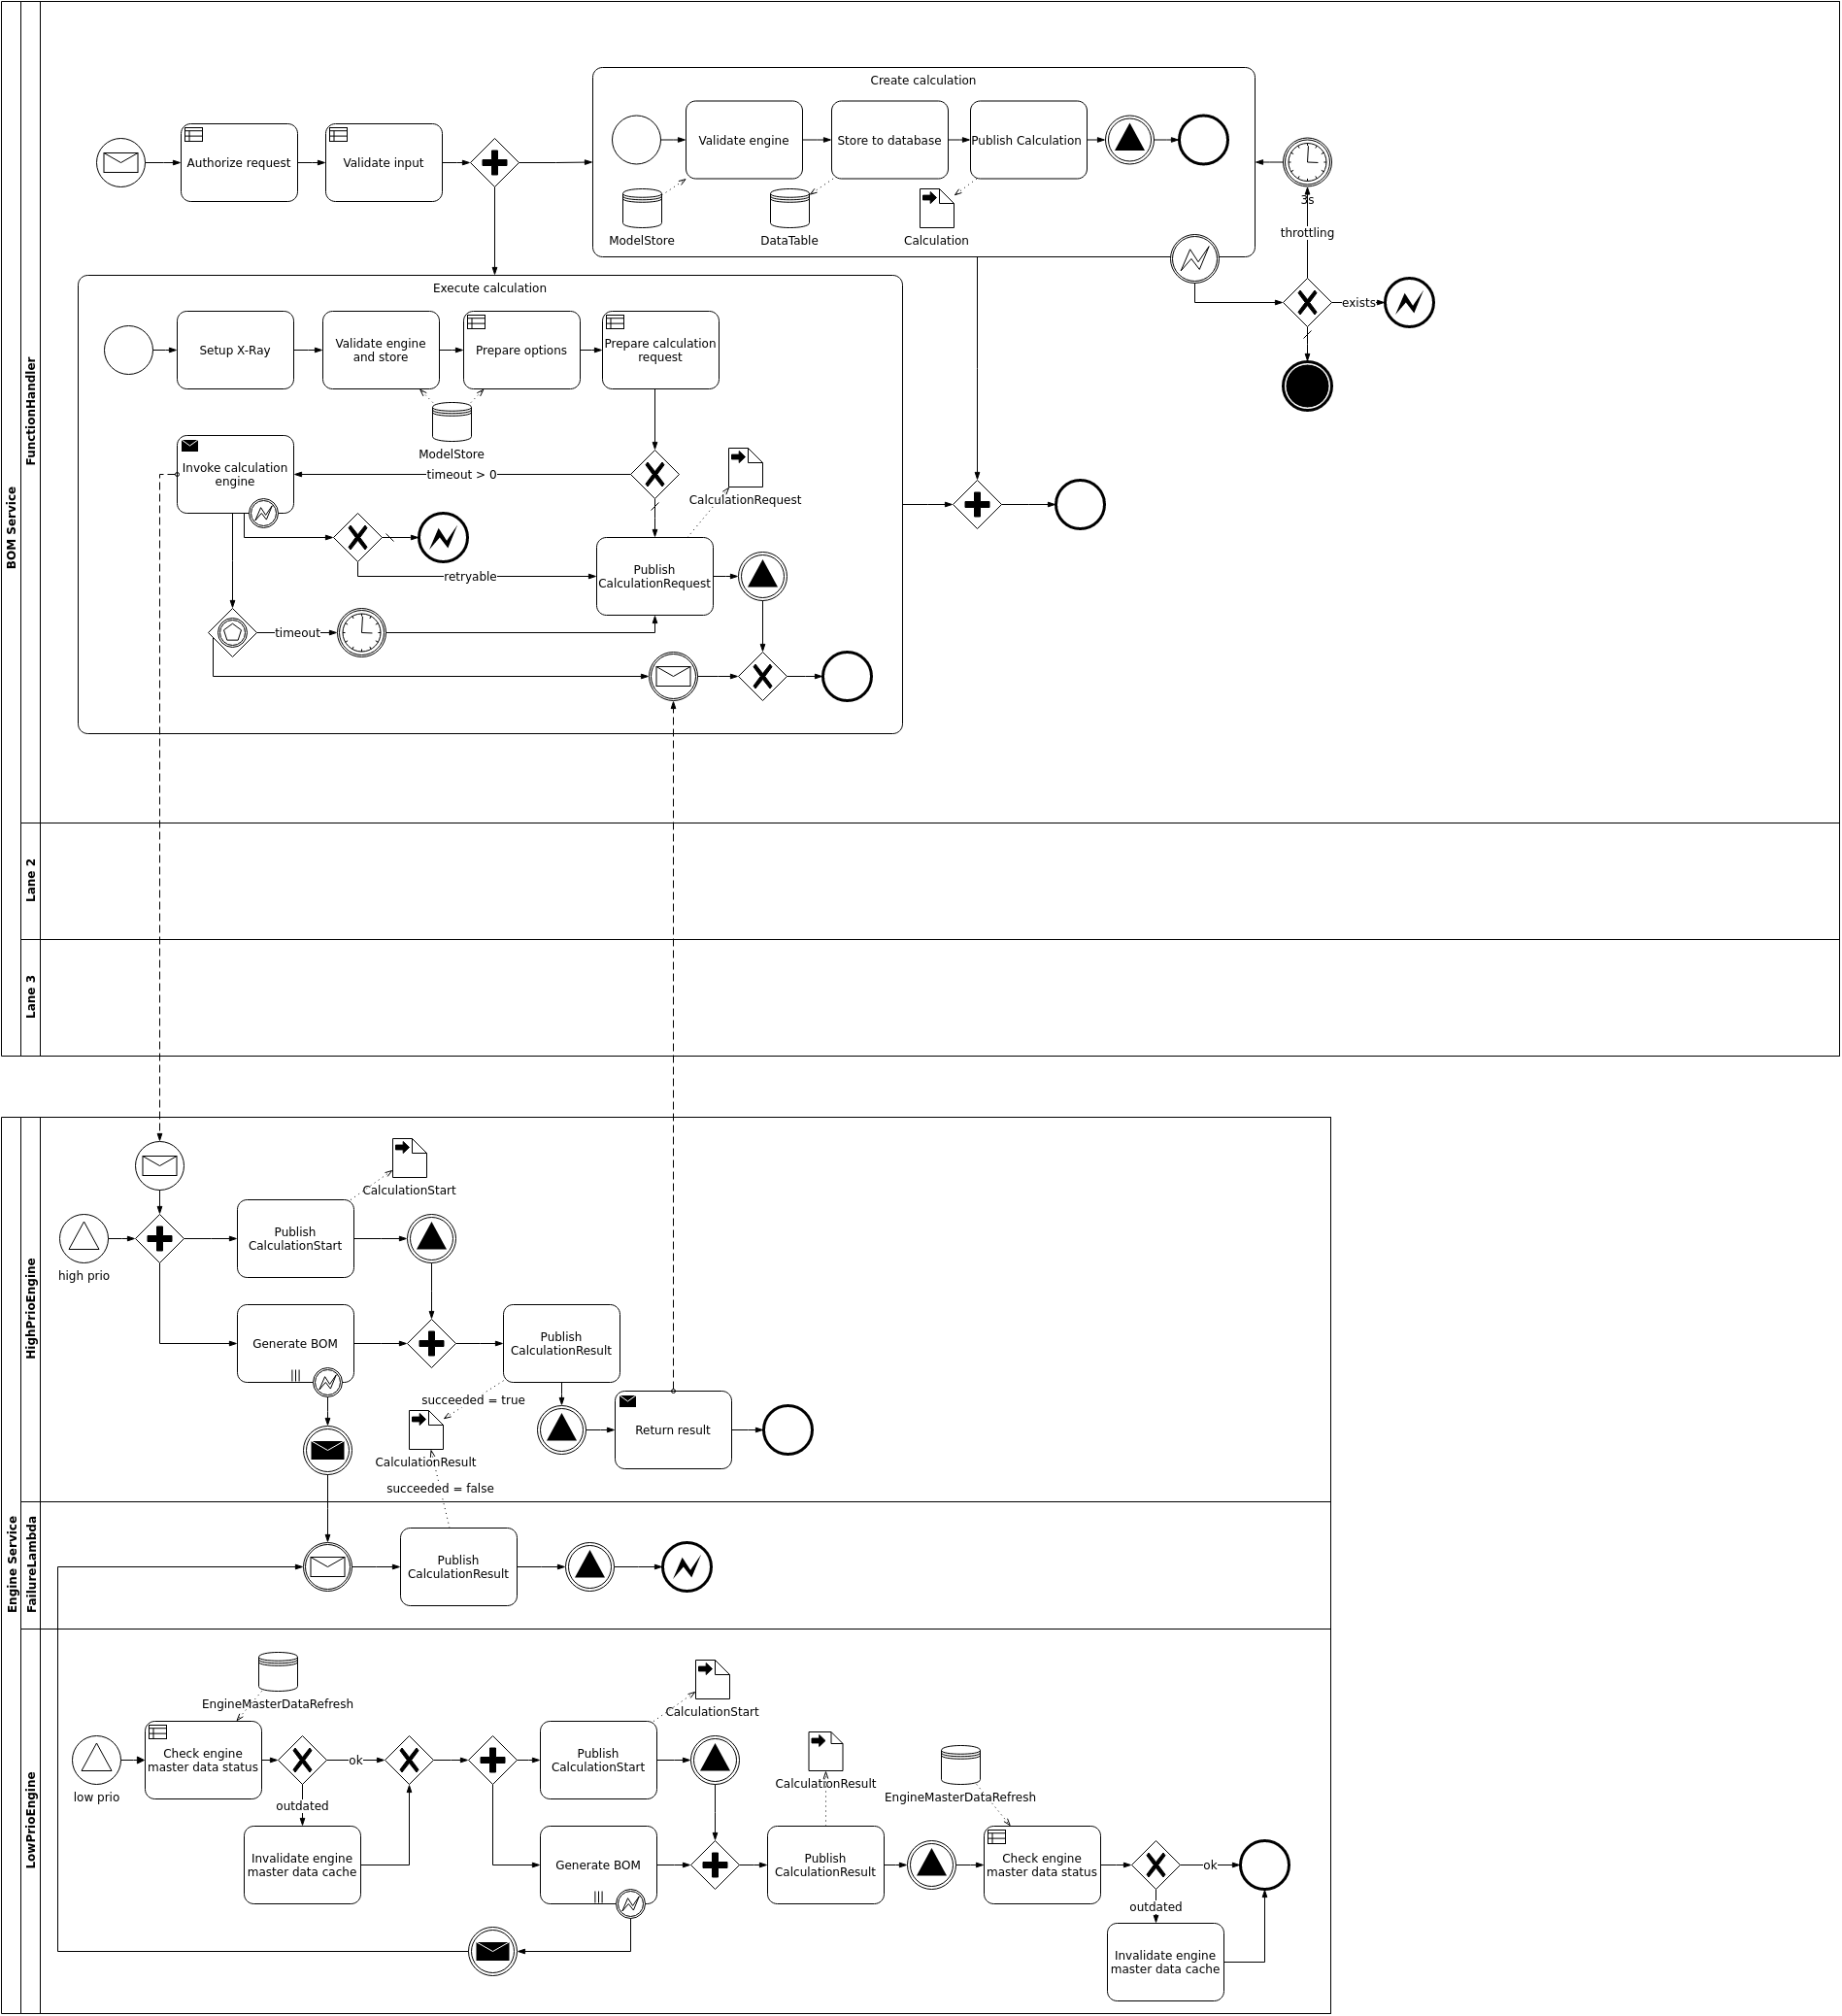 BOM Service
FunctionHandler
Create calculation
Authorize request
Validate input
Validate engine
Store to database
Publish Calculation
ModelStore
DataTable
Calculation
3s
throttling
exists
Execute calculation
Setup X-Ray
Validate engine
and store
Prepare options
Prepare calculation
request
ModelStore
Invoke calculation
engine
timeout > 0
CalculationRequest
Publish
CalculationRequest
retryable
timeout
Lane 2
Lane 3
Engine Service
HighPrioEngine
CalculationStart
Publish
CalculationStart
high prio
Generate BOM
Publish
CalculationResult
succeeded = true
Return result
CalculationResult
succeeded = false
FailureLambda
Publish
CalculationResult
LowPrioEngine
EngineMasterDataRefresh
CalculationStart
Check engine
master data status
ok
Publish
CalculationStart
low prio
outdated
CalculationResult
EngineMasterDataRefresh
Invalidate engine
master data cache
Generate BOM
Publish
CalculationResult
Check engine
master data status
ok
outdated
Invalidate engine
master data cache